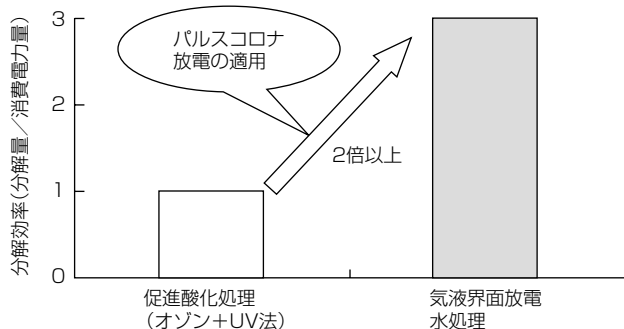 分解効率(分解量／消費電力量)
3
2
1
0
パルスコロナ
放電の適用
2倍以上
促進酸化処理
(オゾン+UV法)
気液界面放電
水処理